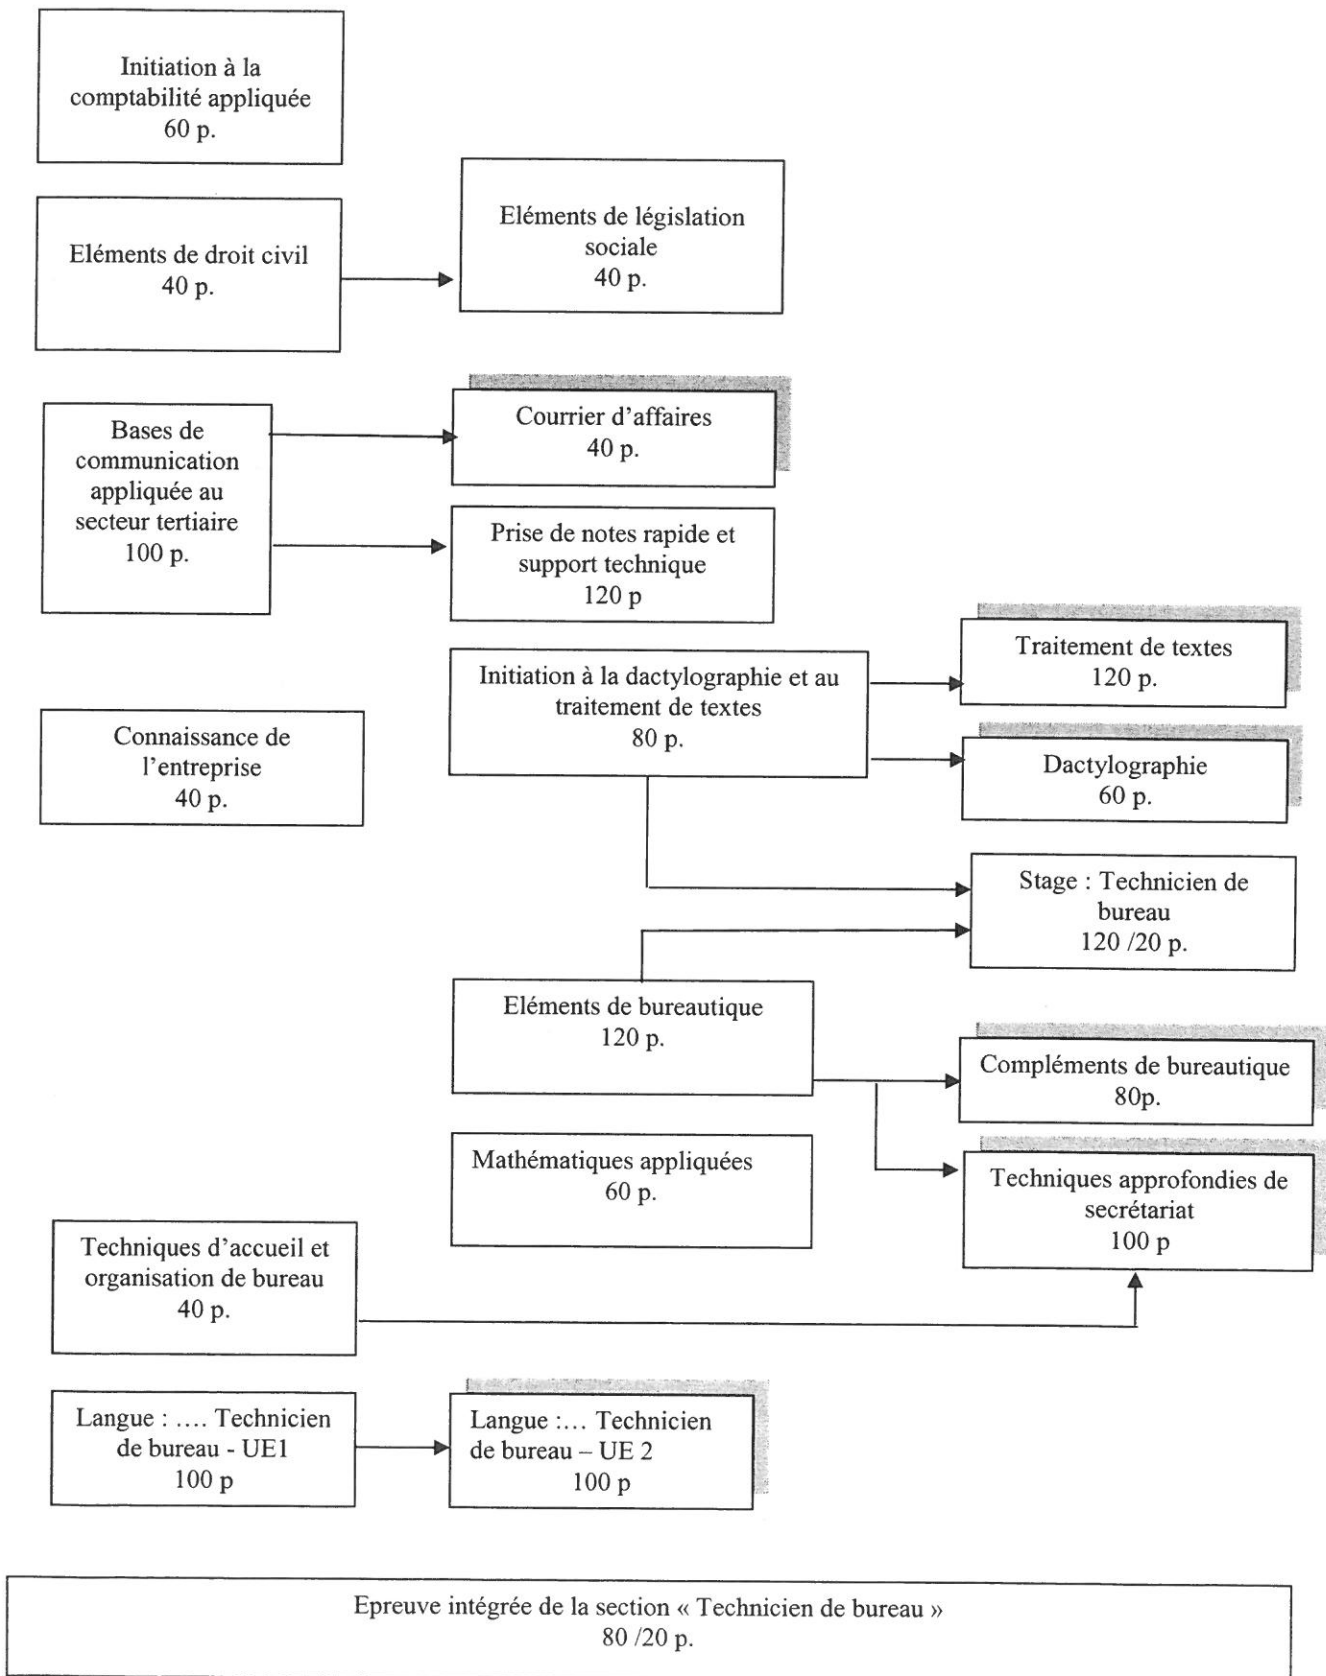 Initiation à la
comptabilité appliquée
60 p.
Eléments de droit civil
40 p.
Eléments de législation
sociale
40 p.
Bases de
communication
appliquée au
secteur tertiaire
100 p.
Courrier d’affaires
40 p.
Prise de notes rapide et
support technique
120 p
Initiation à la dactylographie et au
traitement de textes
80 p.
Traitement de textes
120 p.
Connaissance de
l’entreprise
40 p.
Dactylographie
60 p.
Stage : Technicien de
bureau
120 /20 p.
Eléments de bureautique
120 p.
Compléments de bureautique
80p.
Mathématiques appliquées
60 p.
Techniques approfondies de
secrétariat
100 p
Techniques d’accueil et
organisation de bureau
40 p.
Langue : …. Technicien
de bureau - UE1
100 p
Langue :… Technicien
de bureau – UE 2
100 p
Epreuve intégrée de la section « Technicien de bureau »
80 /20 p.